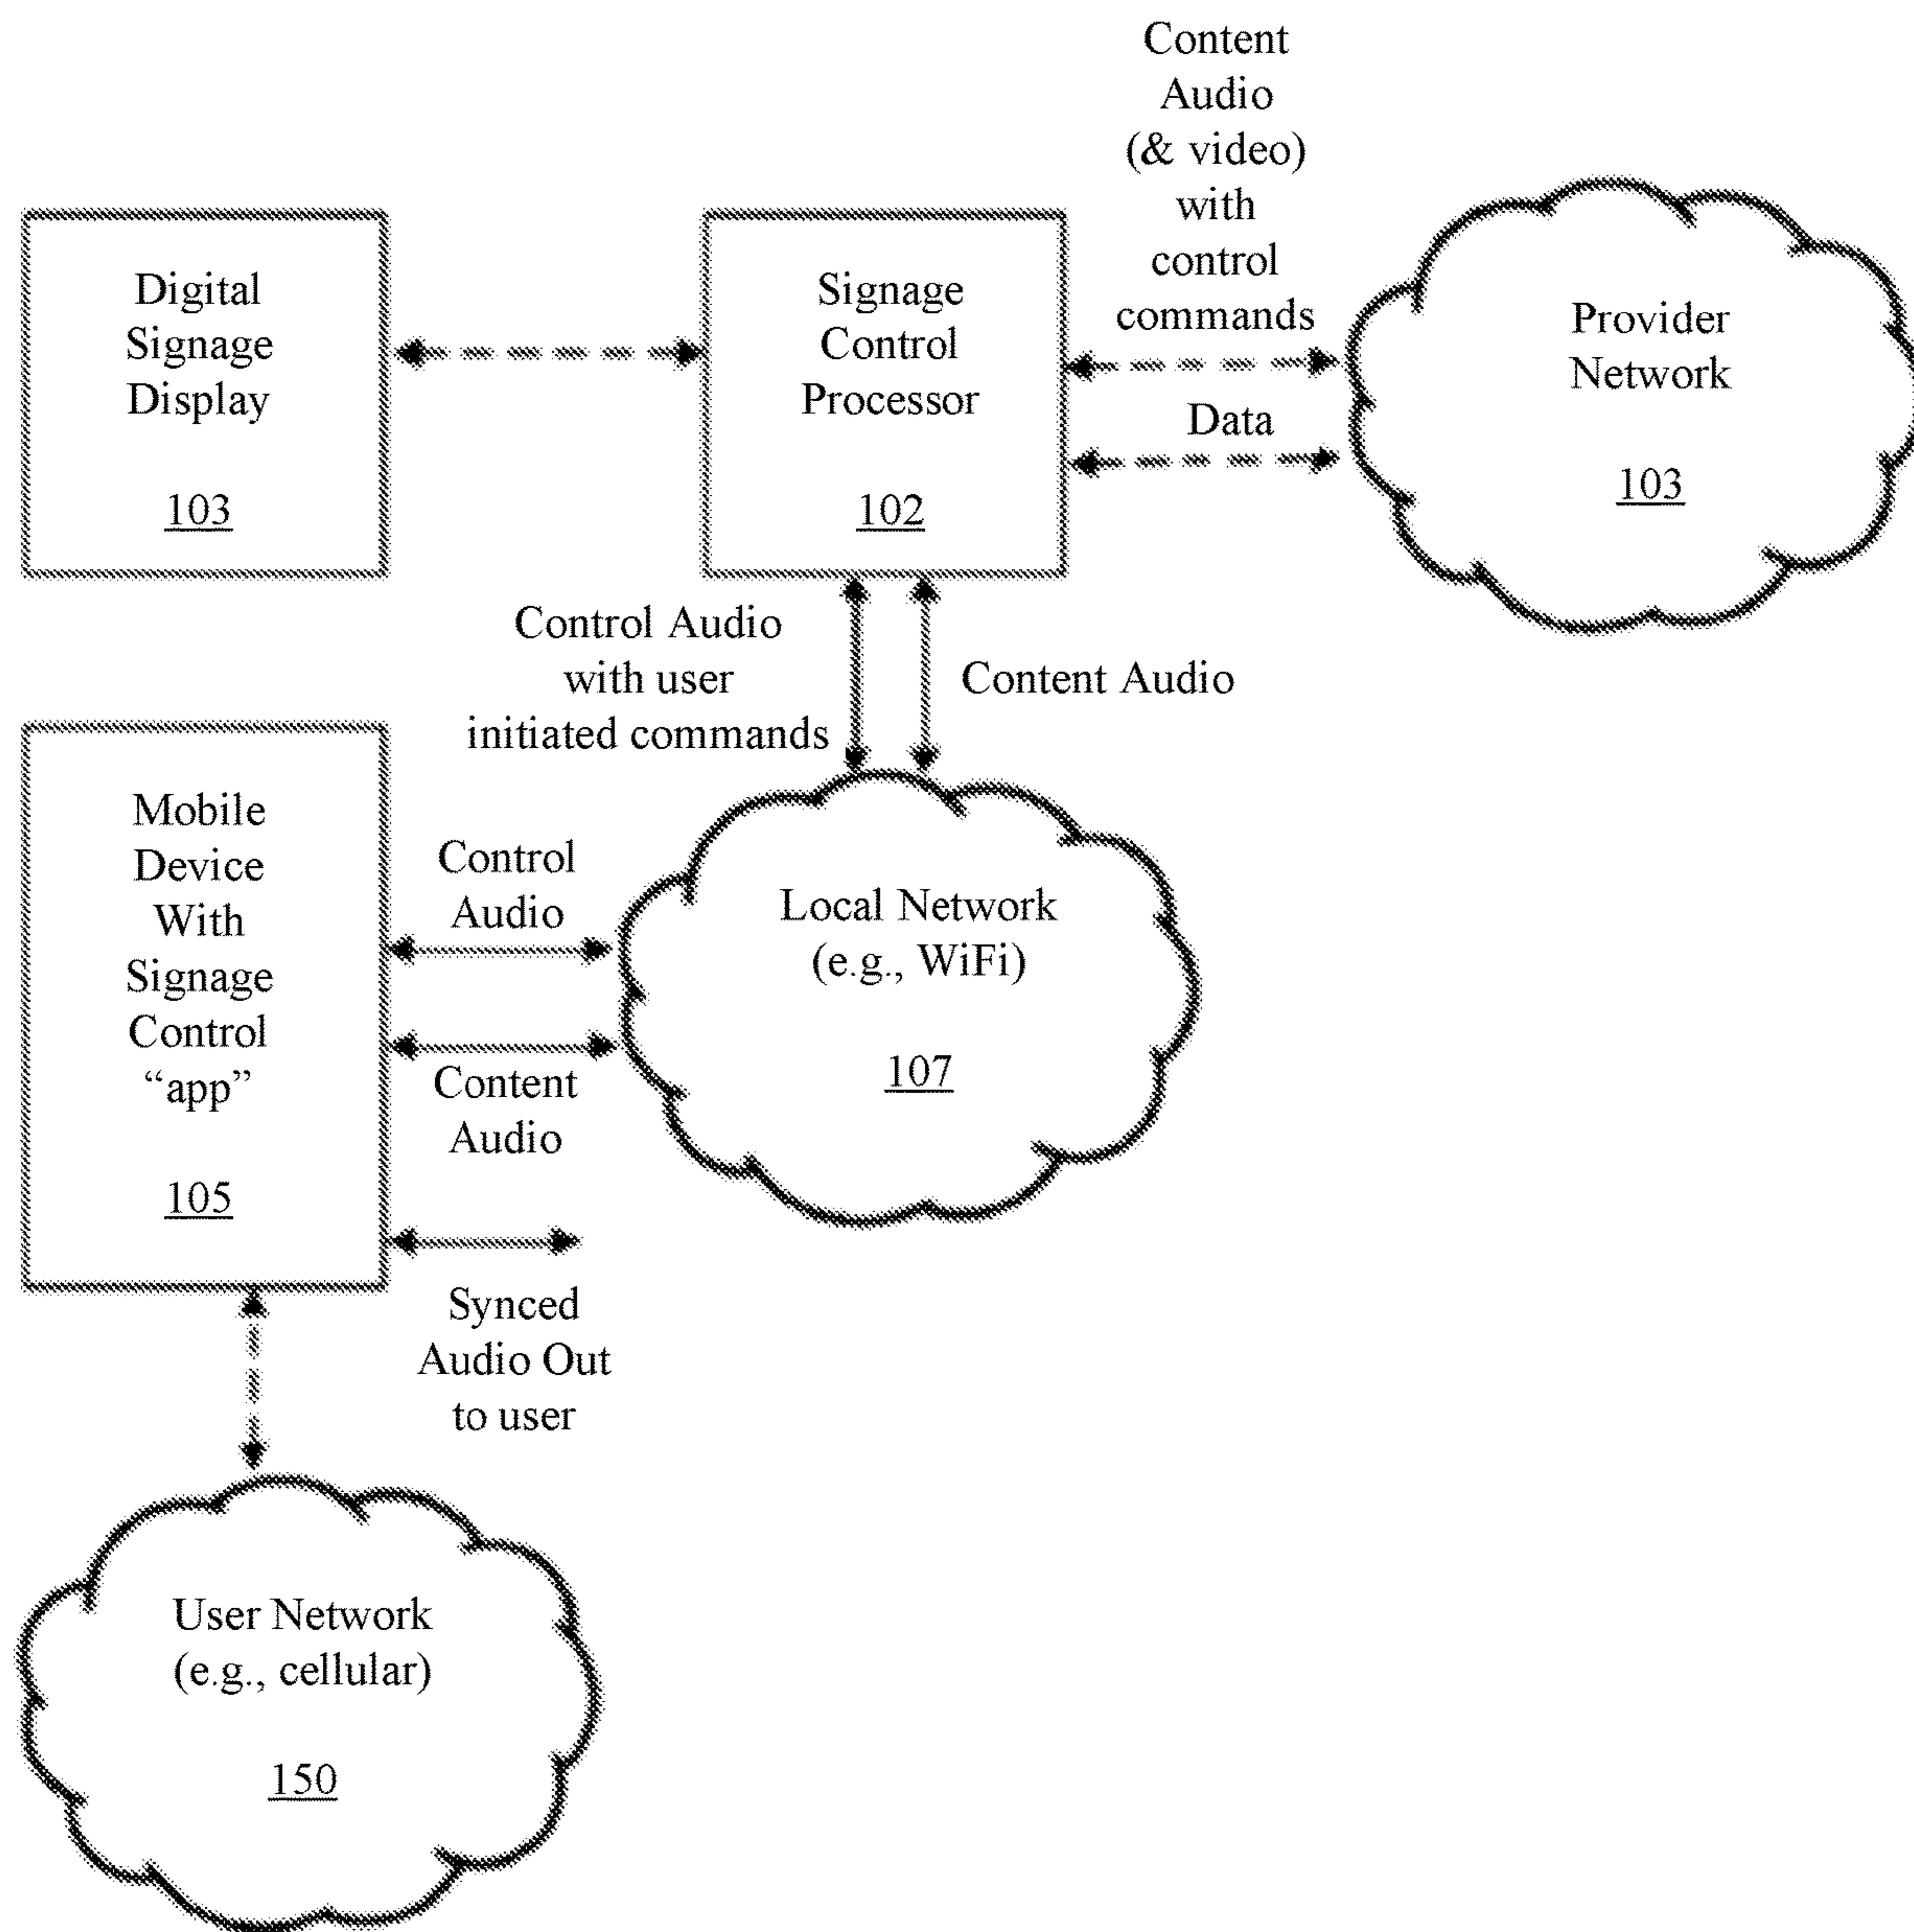 Content
Audio
(& video)
with
control
commands
Digital
Signage
Display
103
Signage
Control
Processor
102
Data
Provider
Network
103
Control Audio
with user
initiated commands
Content Audio
Mobile
Device
With
Signage
Control
“app”
105
Control
Audio
Content
Audio
Local Network
(e.g., WiFi)
107
Synced
Audio Out
to user
User Network
(e.g., cellular)
150